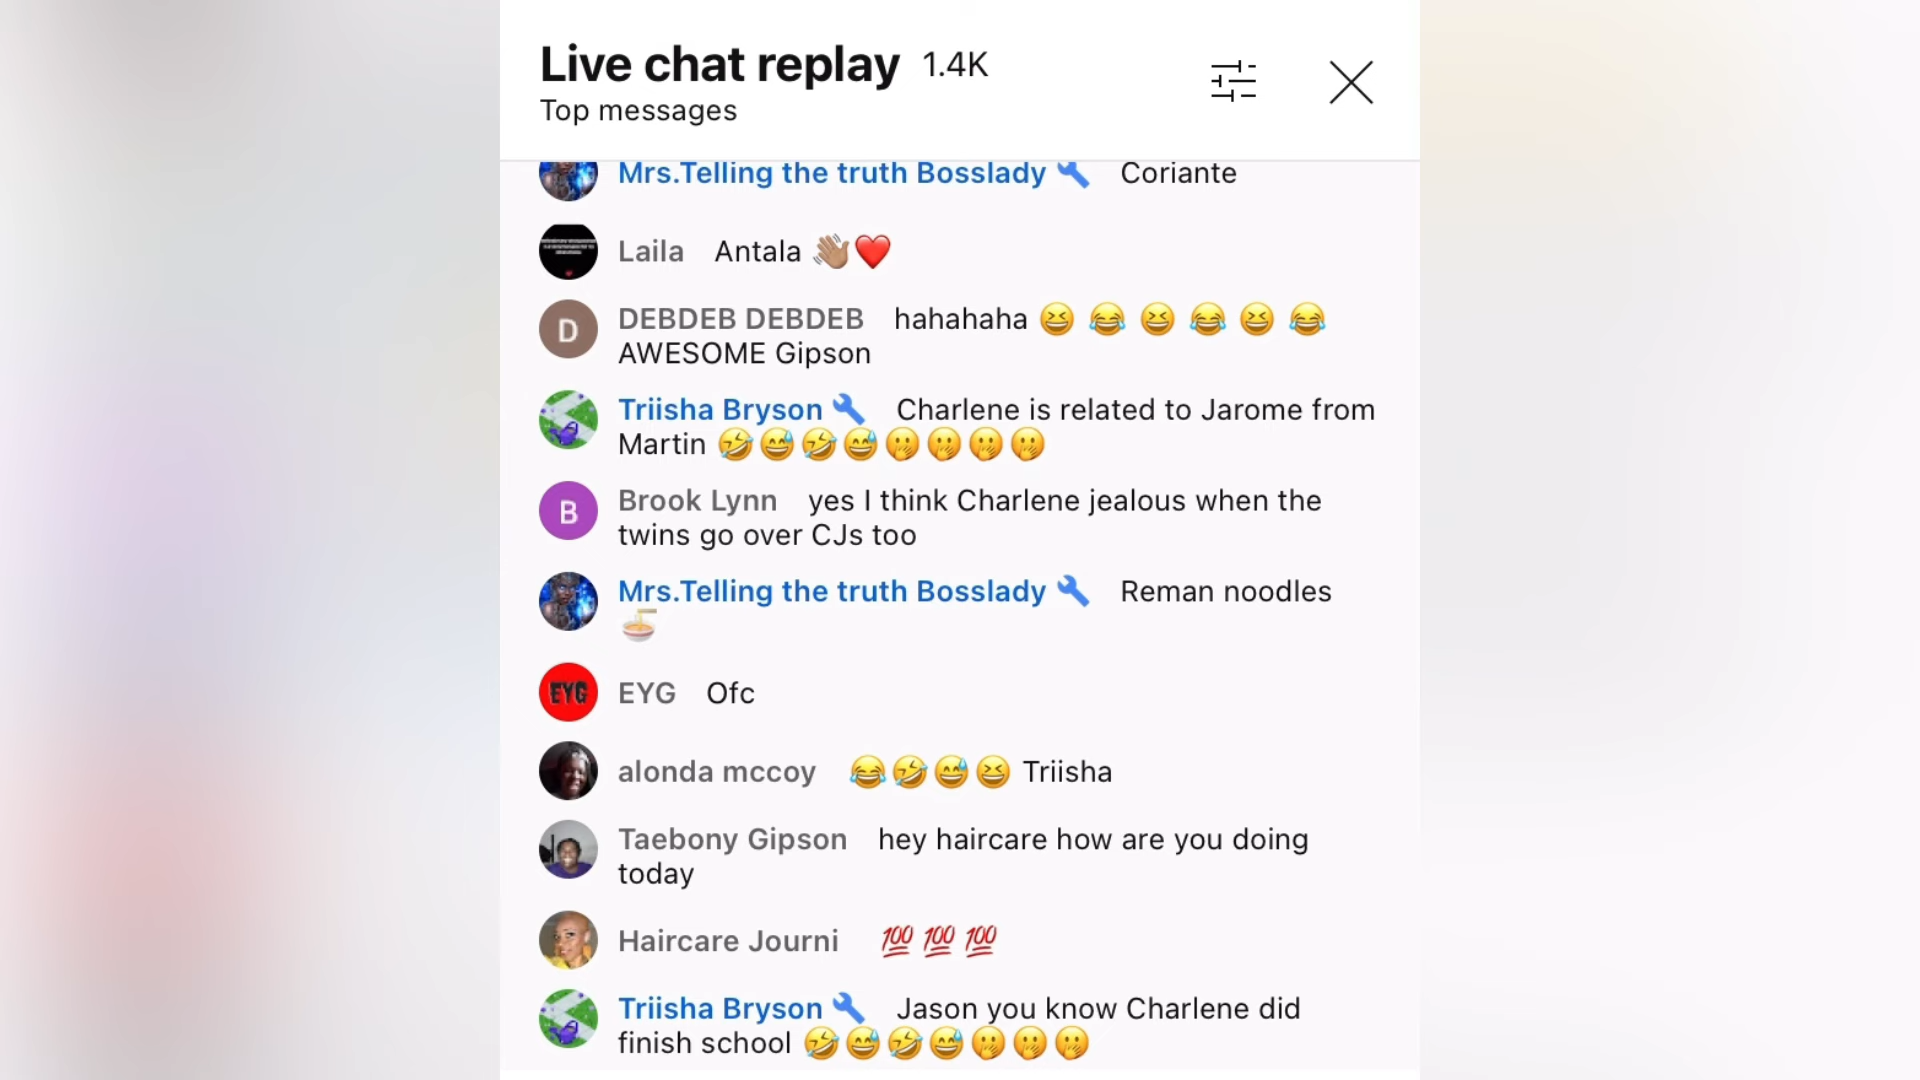 Live chat replay 1.4K
Top messages
Mrs.Telling the truth Bosslady 🔧 Coriante
Laila Antala 👋🏽❤️
D
DEBDEB DEBDEB hahahaha 😆 😂 😆 😂 😆 😂
AWESOME Gipson
Triisha Bryson 🔧 Charlene is related to Jarome from
Martin 🤣😅🤣😅🤭🤭🤭🤭
B
Brook Lynn yes I think Charlene jealous when the
twins go over CJs too
Mrs.Telling the truth Bosslady 🔧 Reman noodles
🍜
EYG
EYG Ofc
alonda mccoy 😂🤣😅😆 Triisha
Taebony Gipson hey haircare how are you doing
today
Haircare Journi 💯💯💯
Triisha Bryson 🔧 Jason you know Charlene did
finish school 🤣😅🤣😅🤭🤭🤭